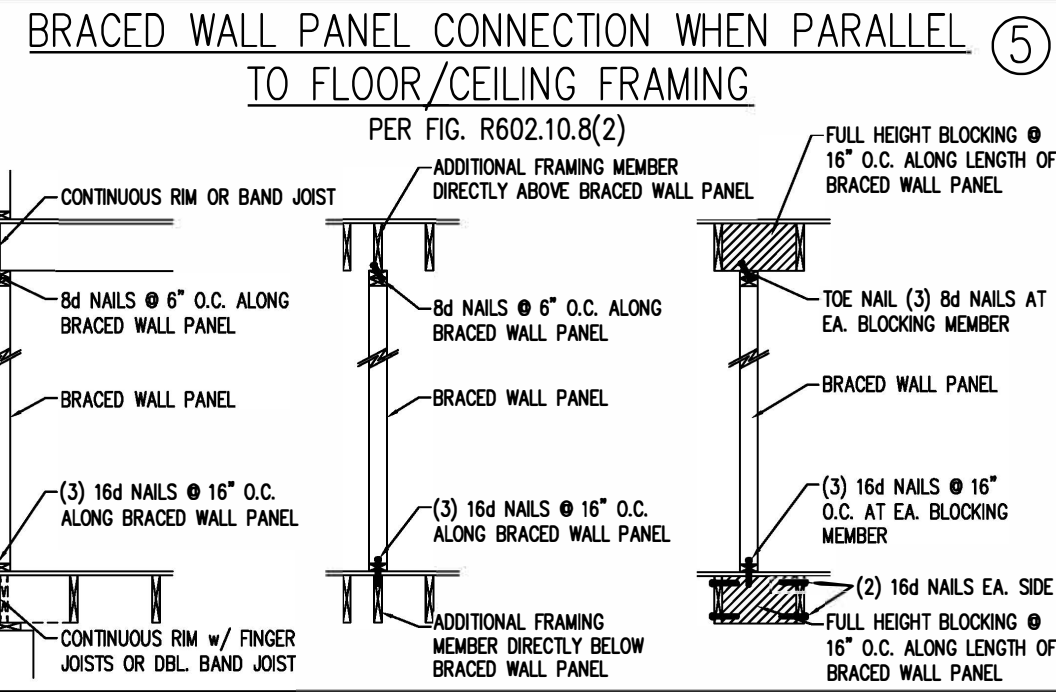 BRACED WALL PANEL CONNECTION WHEN PARALLEL
TO FLOOR/CEILING FRAMING
5
PER FIG. R602.10.8(2)
CONTINUOUS RIM OR BAND JOIST
8d NAILS @ 6" O.C. ALONG
BRACED WALL PANEL
BRACED WALL PANEL
(3) 16d NAILS @ 16" O.C.
ALONG BRACED WALL PANEL
CONTINUOUS RIM w/ FINGER
JOISTS OR DBL. BAND JOIST
ADDITIONAL FRAMING MEMBER
DIRECTLY ABOVE BRACED WALL PANEL
8d NAILS @ 6" O.C. ALONG
BRACED WALL PANEL
BRACED WALL PANEL
(3) 16d NAILS @ 16" O.C.
ALONG BRACED WALL PANEL
ADDITIONAL FRAMING
MEMBER DIRECTLY BELOW
BRACED WALL PANEL
FULL HEIGHT BLOCKING @
16" O.C. ALONG LENGTH OF
BRACED WALL PANEL
TOE NAIL (3) 8d NAILS AT
EA. BLOCKING MEMBER
BRACED WALL PANEL
(3) 16d NAILS @ 16"
O.C. AT EA. BLOCKING
MEMBER
(2) 16d NAILS EA. SIDE
FULL HEIGHT BLOCKING @
16" O.C. ALONG LENGTH OF
BRACED WALL PANEL